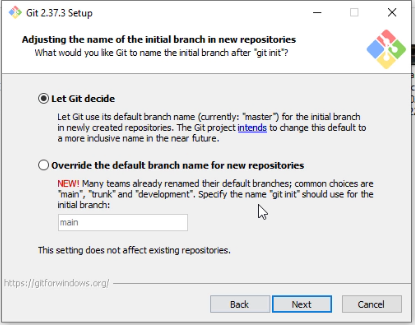 Git 2.37.3 Setup
Adjusting the name of the initial branch in new repositories
What would you like Git to name the initial branch after "git init"?
Let Git decide
Let Git use its default branch name (currently: "master") for the initial branch
in newly created repositories. The Git project intends to change this default to
a more inclusive name in the near future.
Override the default branch name for new repositories
NEW! Many teams already renamed their default branches; common choices are
"main", "trunk" and "development". Specify the name "git init" should use for the
initial branch:
main
This setting does not affect existing repositories.
https://gitforwindows.org/
Back
Next
Cancel